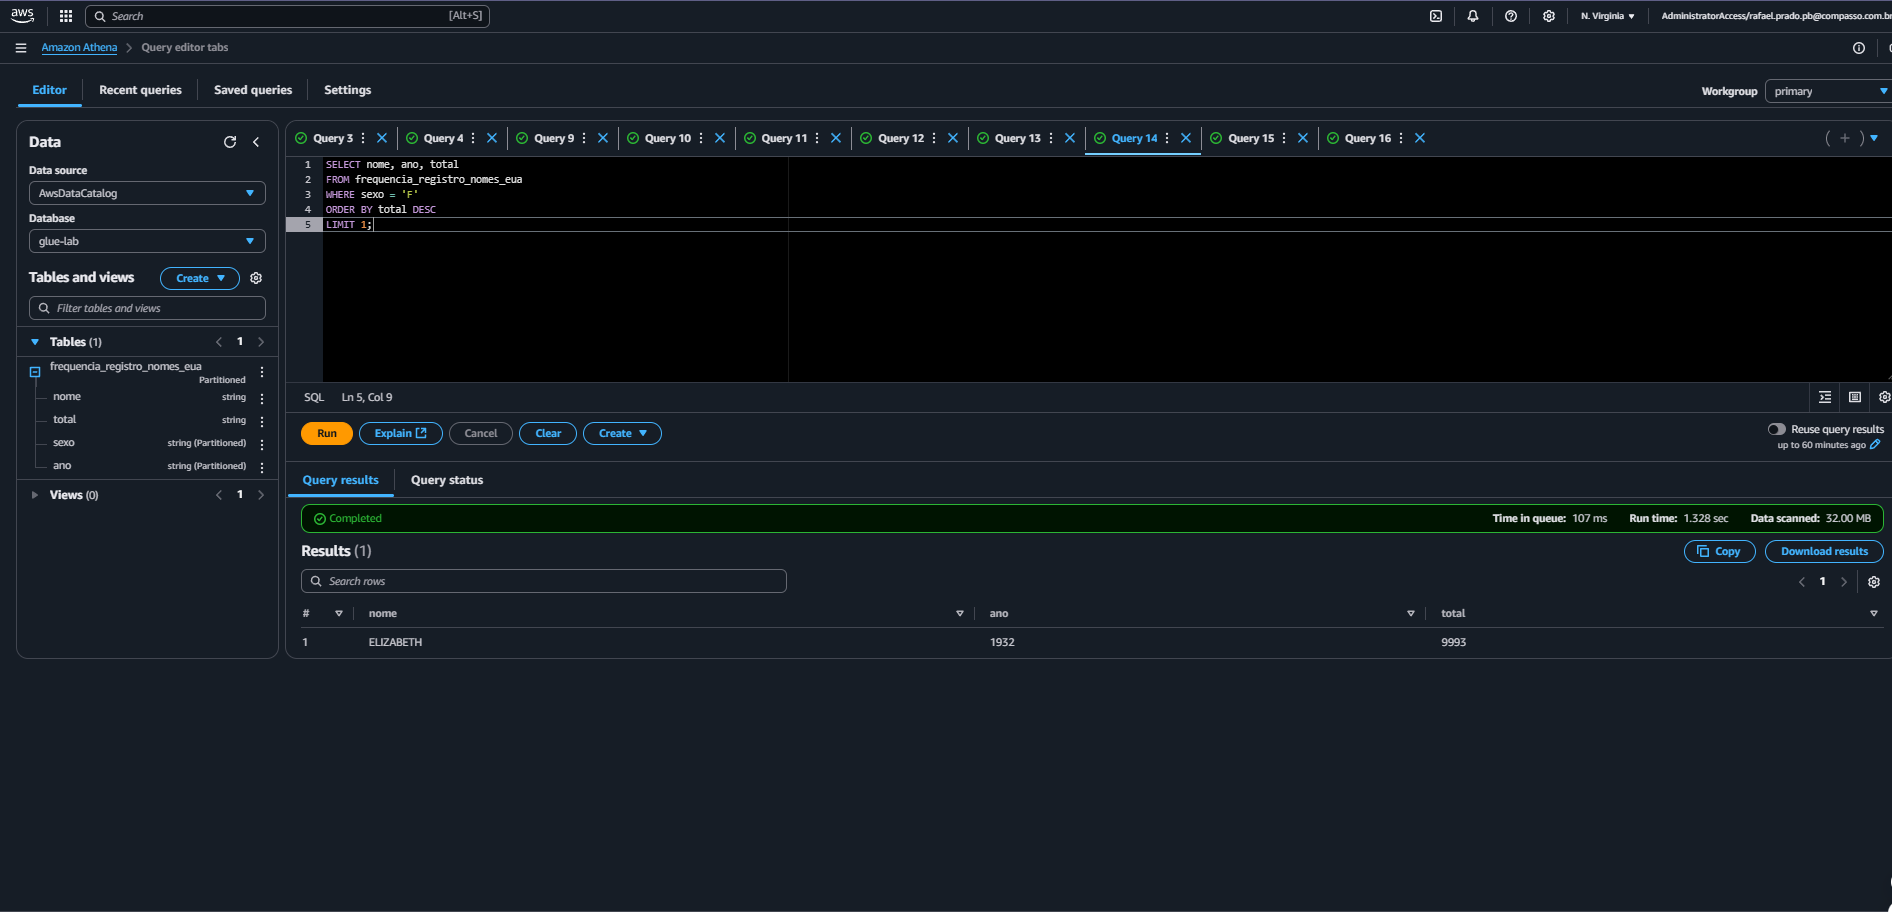 aws
Search [Alt+S]
N. Virginia
AdministratorAccess/rafael.prado.pb@compasso.com.br
Amazon Athena
Query editor tabs
Editor
Recent queries
Saved queries
Settings
Workgroup
primary
Data
Data source
AwsDataCatalog
Database
glue-lab
Tables and views
Create
Filter tables and views
Tables (1)
1
frequencia_registro_nomes_eua
Partitioned
nome string
total string
sexo string (Partitioned)
ano string (Partitioned)
Views (0)
1
Query 3
Query 4
Query 9
Query 10
Query 11
Query 12
Query 13
Query 14
Query 15
Query 16
1 SELECT nome, ano, total
2 FROM frequencia_registro_nomes_eua
3 WHERE sexo = 'F'
4 ORDER BY total DESC
5 LIMIT 1;
SQL
Ln 5, Col 9
Run
Explain
Cancel
Clear
Create
Reuse query results
up to 60 minutes ago
Query results
Query status
Completed
Time in queue: 107 ms
Run time: 1.328 sec
Data scanned: 32.00 MB
Results (1)
Copy
Download results
Search rows
1
# nome ano total
1 ELIZABETH 1932 9993